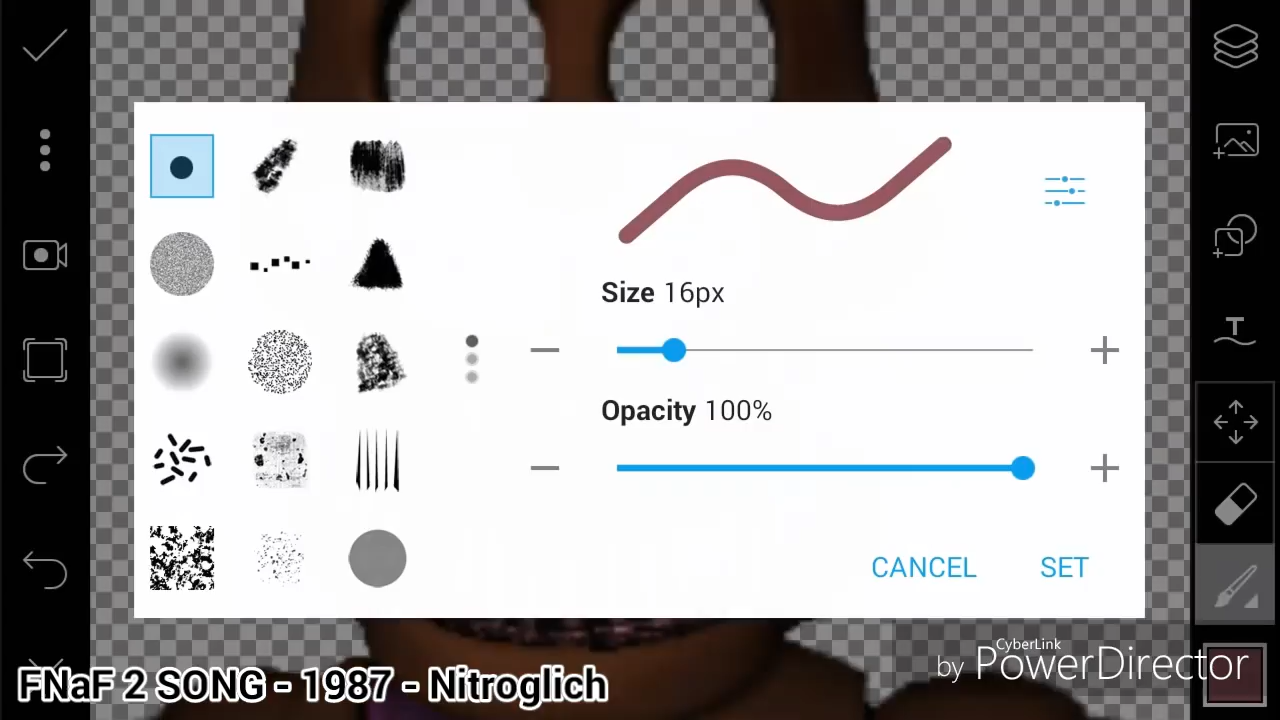 Size 16px
Opacity 100%
CANCEL SET
CyberLink
by PowerDirector
FNaF 2 SONG - 1987 - Nitroglich